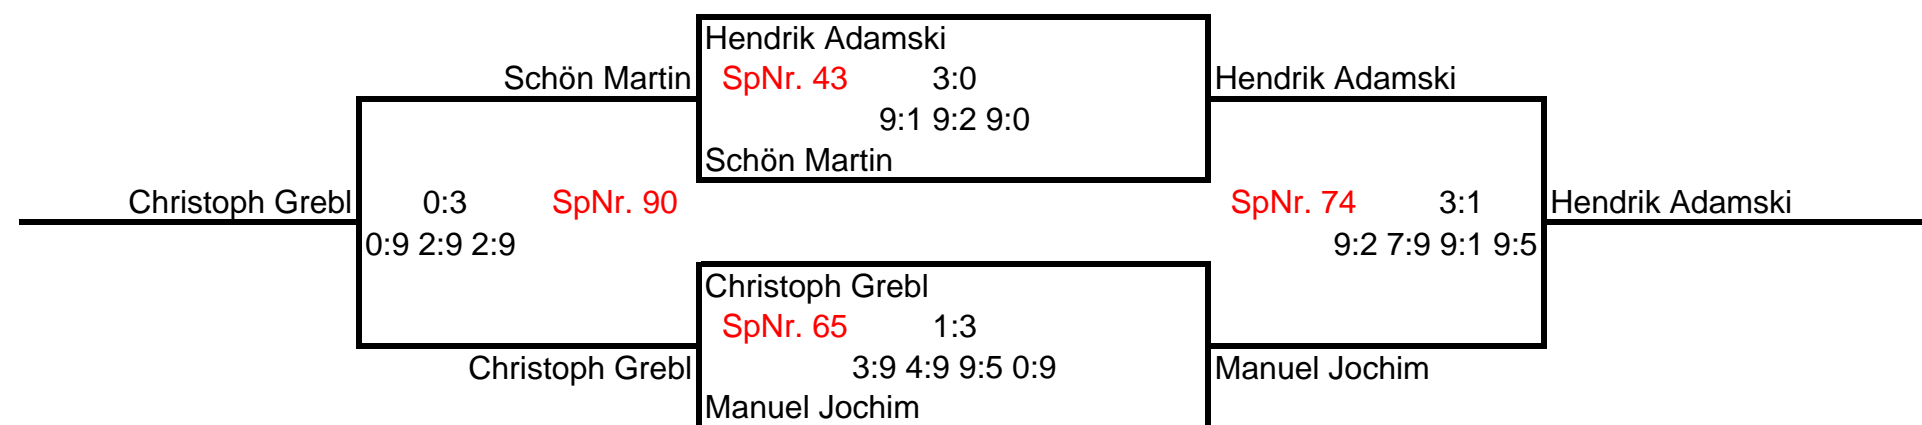 Hendrik Adamski
Schön Martin SpNr. 43 3:0 Hendrik Adamski
9:1 9:2 9:0
Schön Martin
Christoph Grebl 0:3 SpNr. 90 SpNr. 74 3:1 Hendrik Adamski
0:9 2:9 2:9 9:2 7:9 9:1 9:5
Christoph Grebl
SpNr. 65 1:3
Christoph Grebl 3:9 4:9 9:5 0:9 Manuel Jochim
Manuel Jochim